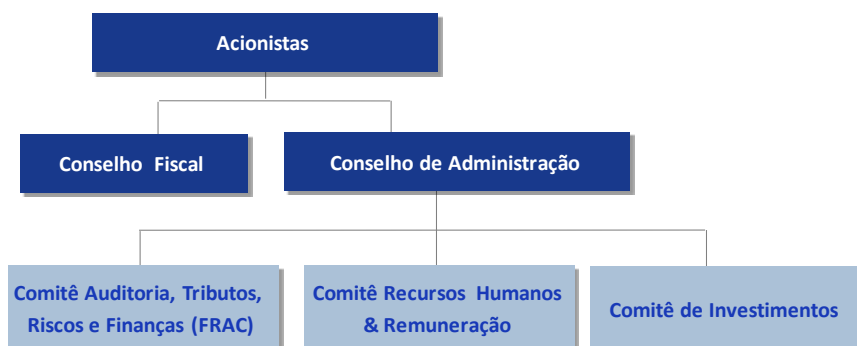 Acionistas
Conselho Fiscal
Conselho de Administração
Comitê Auditoria, Tributos,
Riscos e Finanças (FRAC)
Comitê Recursos Humanos
& Remuneração
Comitê de Investimentos